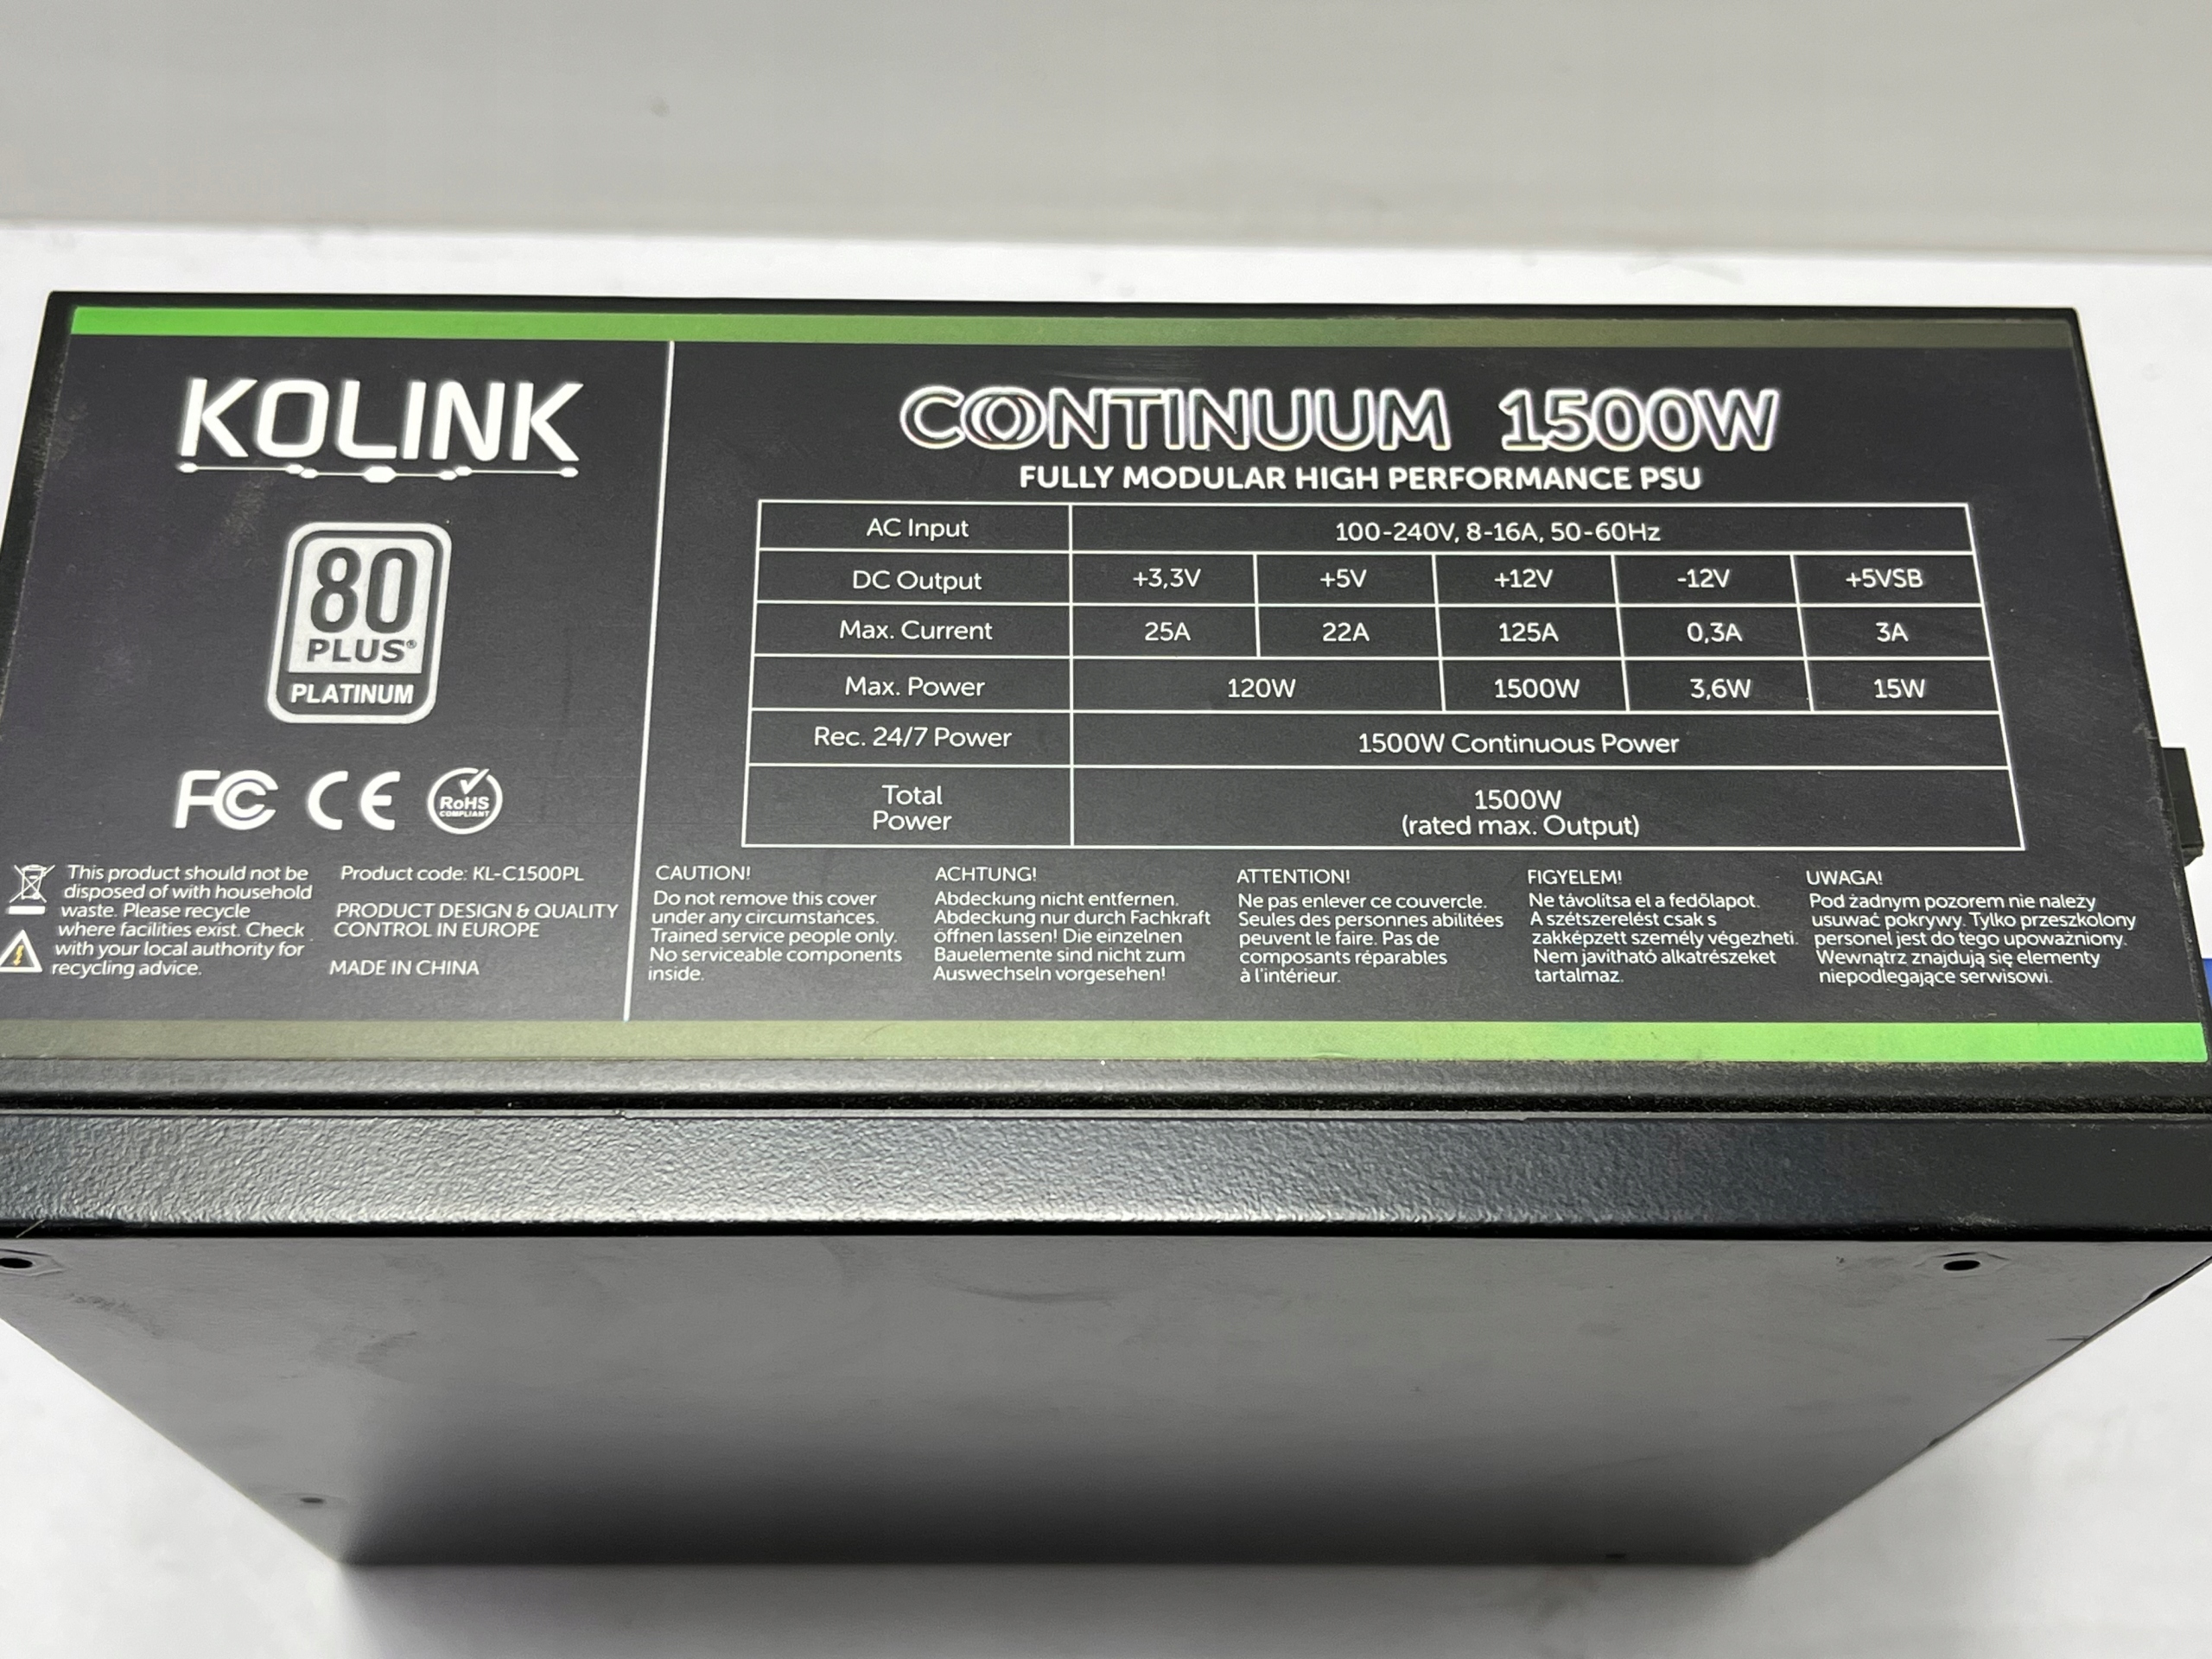 KOLINK
80
PLUS®
PLATINUM
FC CE RoHS
COMPLIANT
This product should not be
disposed of with household
waste. Please recycle
where facilities exist. Check
with your local authority for
recycling advice.
Product code: KL-C1500PL
PRODUCT DESIGN & QUALITY
CONTROL IN EUROPE
MADE IN CHINA
CONTINUUM 1500W
FULLY MODULAR HIGH PERFORMANCE PSU
AC Input 100-240V, 8-16A, 50-60Hz
DC Output +3,3V +5V +12V -12V +5VSB
Max. Current 25A 22A 125A 0,3A 3A
Max. Power 120W 1500W 3,6W 15W
Rec. 24/7 Power 1500W Continuous Power
Total
Power
1500W
(rated max. Output)
CAUTION!
Do not remove this cover
under any circumstances.
Trained service people only.
No serviceable components
inside.
ACHTUNG!
Abdeckung nicht entfernen.
Abdeckung nur durch Fachkraft
öffnen lassen! Die einzelnen
Bauelemente sind nicht zum
Auswechseln vorgesehen!
ATTENTION!
Ne pas enlever ce couvercle.
Seules des personnes abilitées
peuvent le faire. Pas de
composants réparables
à l'intérieur.
FIGYELEM!
Ne távolítsa el a fedőlapot.
A szétszerelést csak s
zakképzett személy végezheti.
Nem javítható alkatrészeket
tartalmaz.
UWAGA!
Pod żadnym pozorem nie należy
usuwać pokrywy. Tylko przeszkolony
personel jest do tego upoważniony.
Wewnątrz znajdują się elementy
niepodlegające serwisowi.